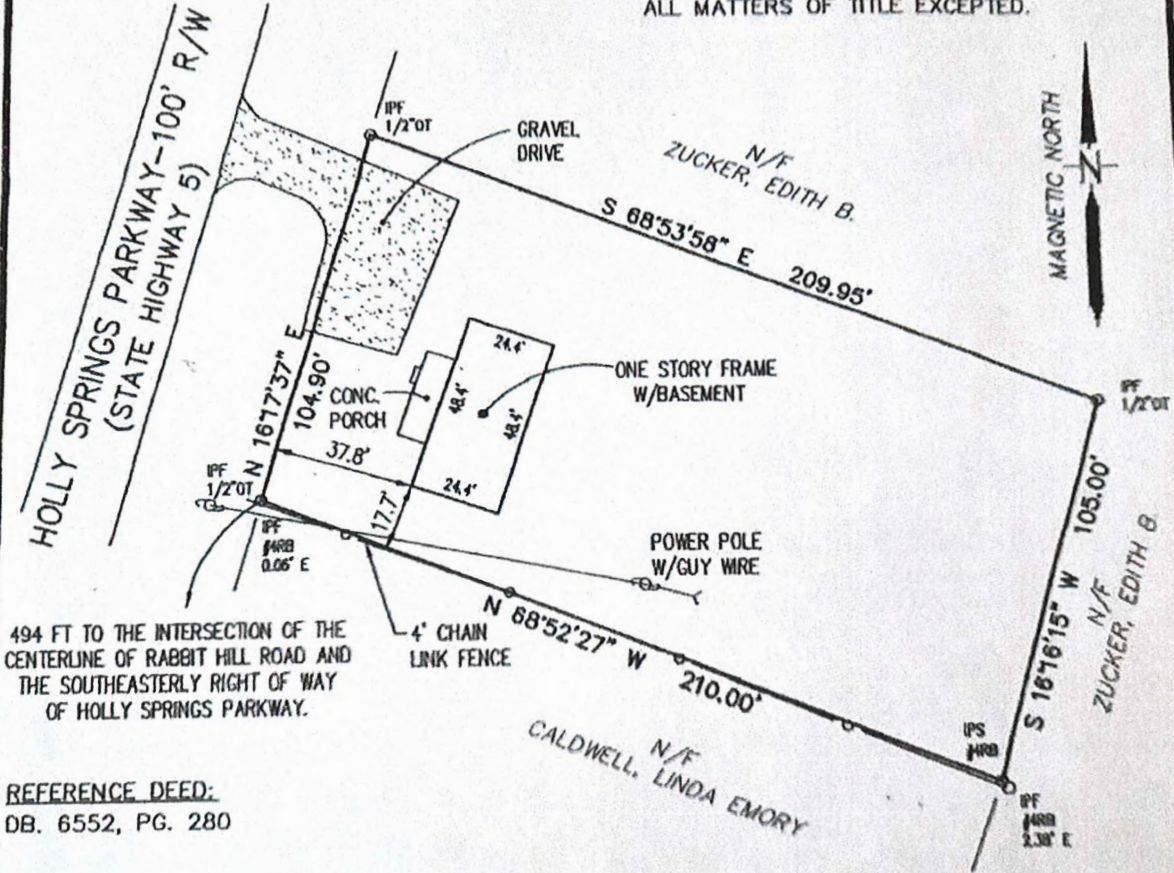 ALL MATTERS OF TITLE EXCEPTED.
HOLLY SPRINGS PARKWAY-100' R/W
(STATE HIGHWAY 5)
IPF
1/2"OT
GRAVEL
DRIVE
N/F
ZUCKER, EDITH B.
MAGNETIC NORTH
N
S 68°53'58" E 209.95'
N 16°17'37" E
104.90'
CONC.
PORCH
24.4'
48.4'
48.4'
24.4'
ONE STORY FRAME
W/BASEMENT
37.8'
17.7'
IPF
1/2"OT
IPF
1/2"OT
IPF
#4RB
0.06' E
POWER POLE
W/GUY WIRE
S 16°16'15" W 105.00'
N/F
ZUCKER, EDITH B.
494 FT TO THE INTERSECTION OF THE
CENTERLINE OF RABBIT HILL ROAD AND
THE SOUTHEASTERLY RIGHT OF WAY
OF HOLLY SPRINGS PARKWAY.
4' CHAIN
LINK FENCE
N 68°52'27" W 210.00'
N/F
CALDWELL, LINDA EMORY
IPS
#4RB
IPF
#4RB
2.38' E
REFERENCE DEED:
DB. 6552, PG. 280